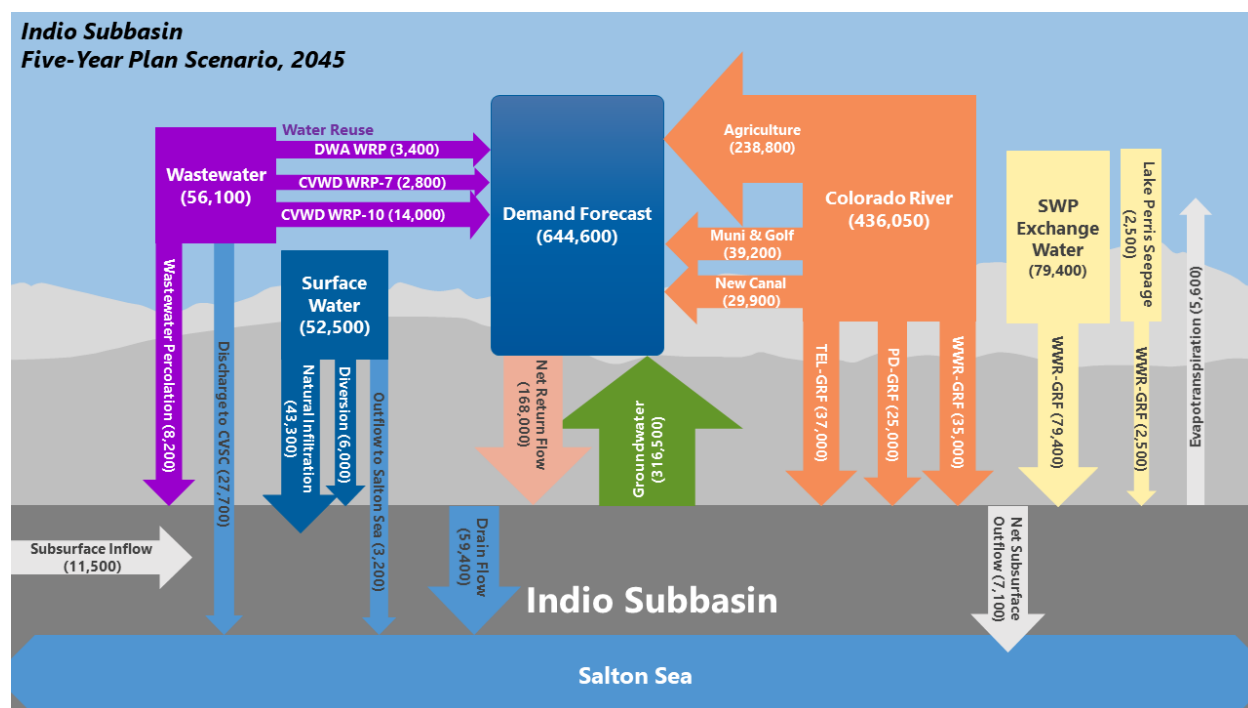 Indio Subbasin
Five-Year Plan Scenario, 2045
Water Reuse
DWA WRP (3,400)
Wastewater
(56,100)
CVWD WRP-7 (2,800)
CVWD WRP-10 (14,000)
Demand Forecast
(644,600)
Agriculture
(238,800)
Colorado River
(436,050)
Muni & Golf
(39,200)
New Canal
(29,900)
SWP
Exchange
Water
(79,400)
Lake Perris Seepage
(2,500)
Evapotranspiration (5,600)
Surface
Water
(52,500)
Wastewater Percolation (8,200)
Discharge to CVSC (27,700)
Natural Infiltration
(43,300)
Diversion (6,000)
Outflow to Salton Sea (3,200)
Net Return Flow
(168,000)
Groundwater
(316,500)
TEL-GRF (37,000)
PD-GRF (25,000)
WWR-GRF (35,000)
WWR-GRF (79,400)
WWR-GRF (2,500)
Subsurface Inflow
(11,500)
Drain Flow
(59,400)
Net Subsurface
Outflow (7,100)
Indio Subbasin
Salton Sea